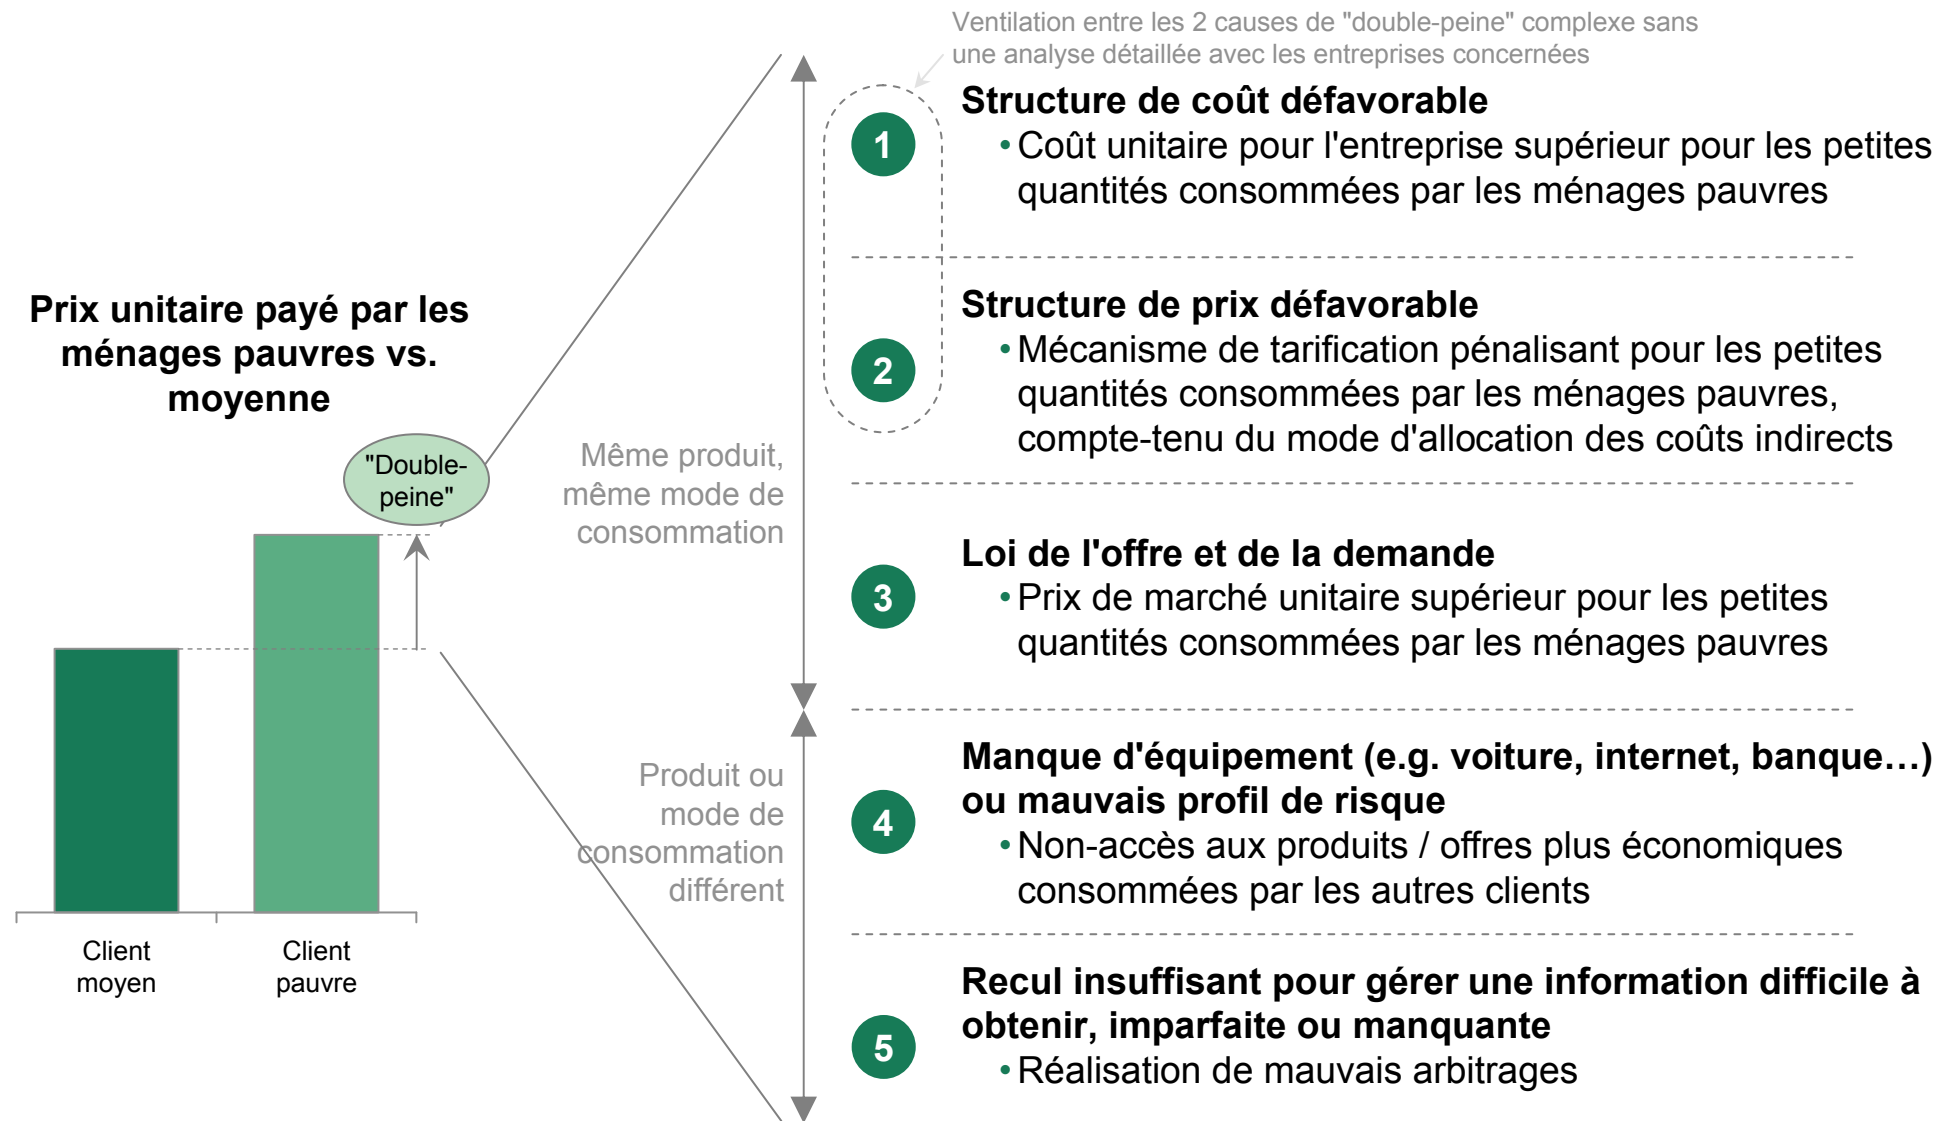 Ventilation entre les 2 causes de "double-peine" complexe sans
une analyse détaillée avec les entreprises concernées
Prix unitaire payé par les
ménages pauvres vs.
moyenne
"Double-
peine"
Client
moyen
Client
pauvre
Même produit,
même mode de
consommation
Produit ou
mode de
consommation
différent
1
Structure de coût défavorable
•Coût unitaire pour l'entreprise supérieur pour les petites
quantités consommées par les ménages pauvres
2
Structure de prix défavorable
•Mécanisme de tarification pénalisant pour les petites
quantités consommées par les ménages pauvres,
compte-tenu du mode d'allocation des coûts indirects
3
Loi de l'offre et de la demande
•Prix de marché unitaire supérieur pour les petites
quantités consommées par les ménages pauvres
4
Manque d'équipement (e.g. voiture, internet, banque…)
ou mauvais profil de risque
•Non-accès aux produits / offres plus économiques
consommées par les autres clients
5
Recul insuffisant pour gérer une information difficile à
obtenir, imparfaite ou manquante
•Réalisation de mauvais arbitrages